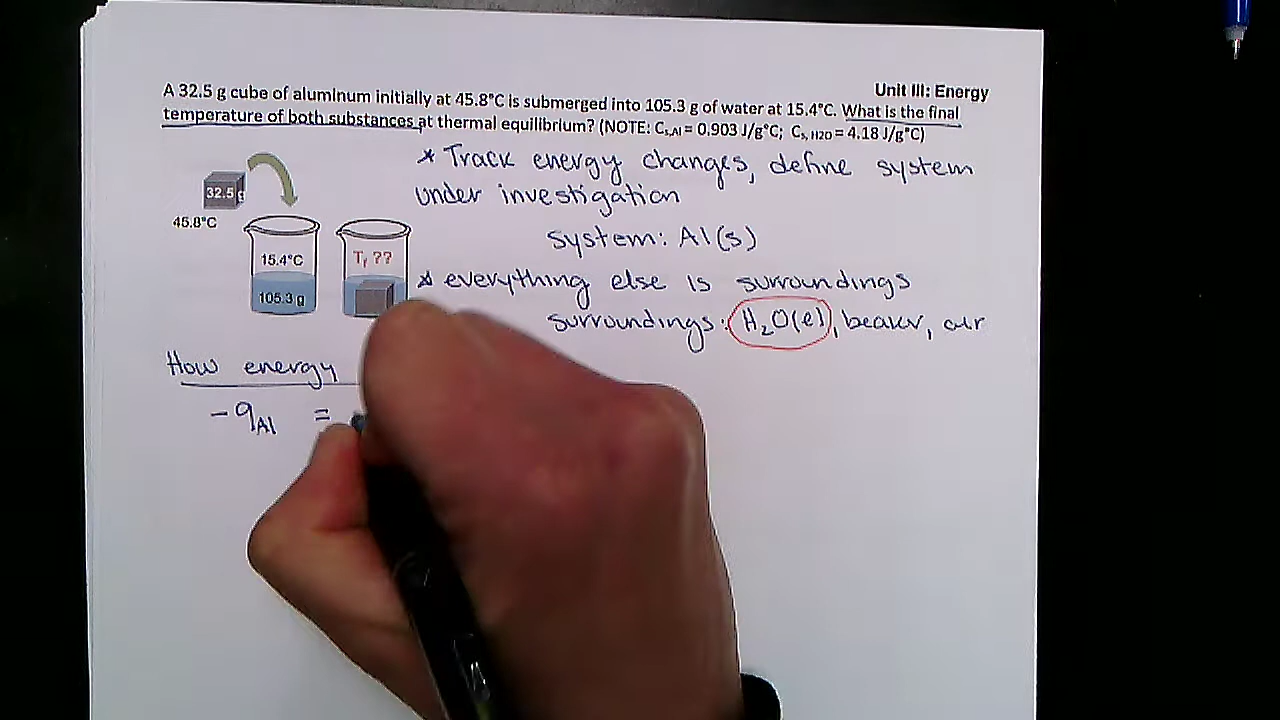 Unit III: Energy
A 32.5 g cube of aluminum initially at 45.8°C is submerged into 105.3 g of water at 15.4°C. What is the final
temperature of both substances at thermal equilibrium? (NOTE: Cs,Al = 0.903 J/g°C; Cs, H2O = 4.18 J/g°C)
* Track energy changes, define system
under investigation
32.5 g
45.8°C
system: Al(s)
15.4°C
Tf ??
* everything else is surroundings
105.3 g
surroundings: H₂O(l), beaker, air
How energy
-qAl =